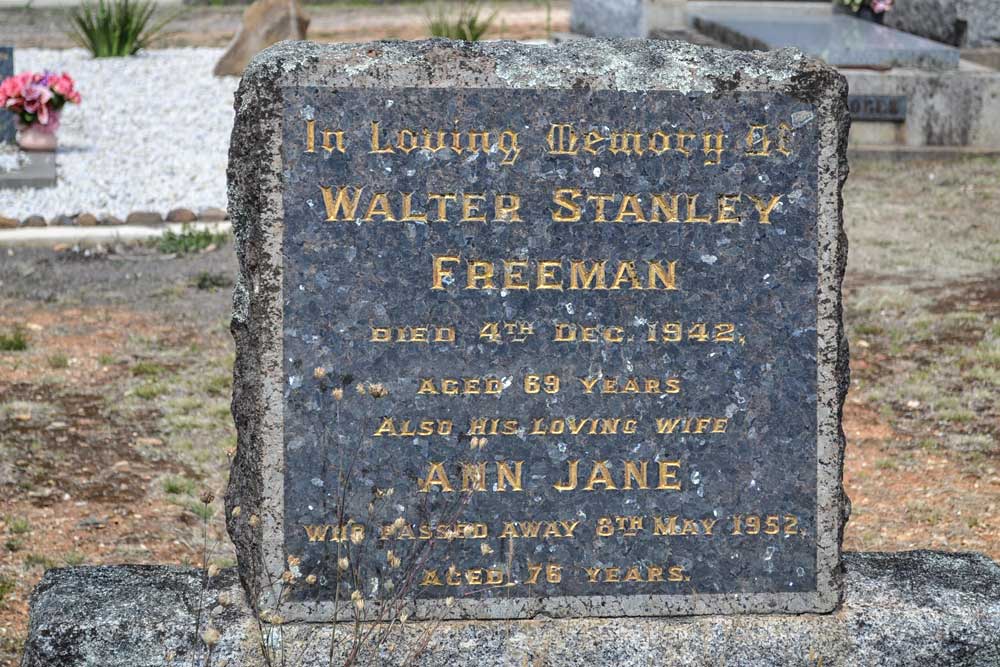 In Loving Memory of
WALTER STANLEY
FREEMAN
DIED 4TH DEC. 1942,
AGED 69 YEARS
ALSO HIS LOVING WIFE
ANN JANE
WHO PASSED AWAY 8TH MAY 1952.
AGED 76 YEARS.